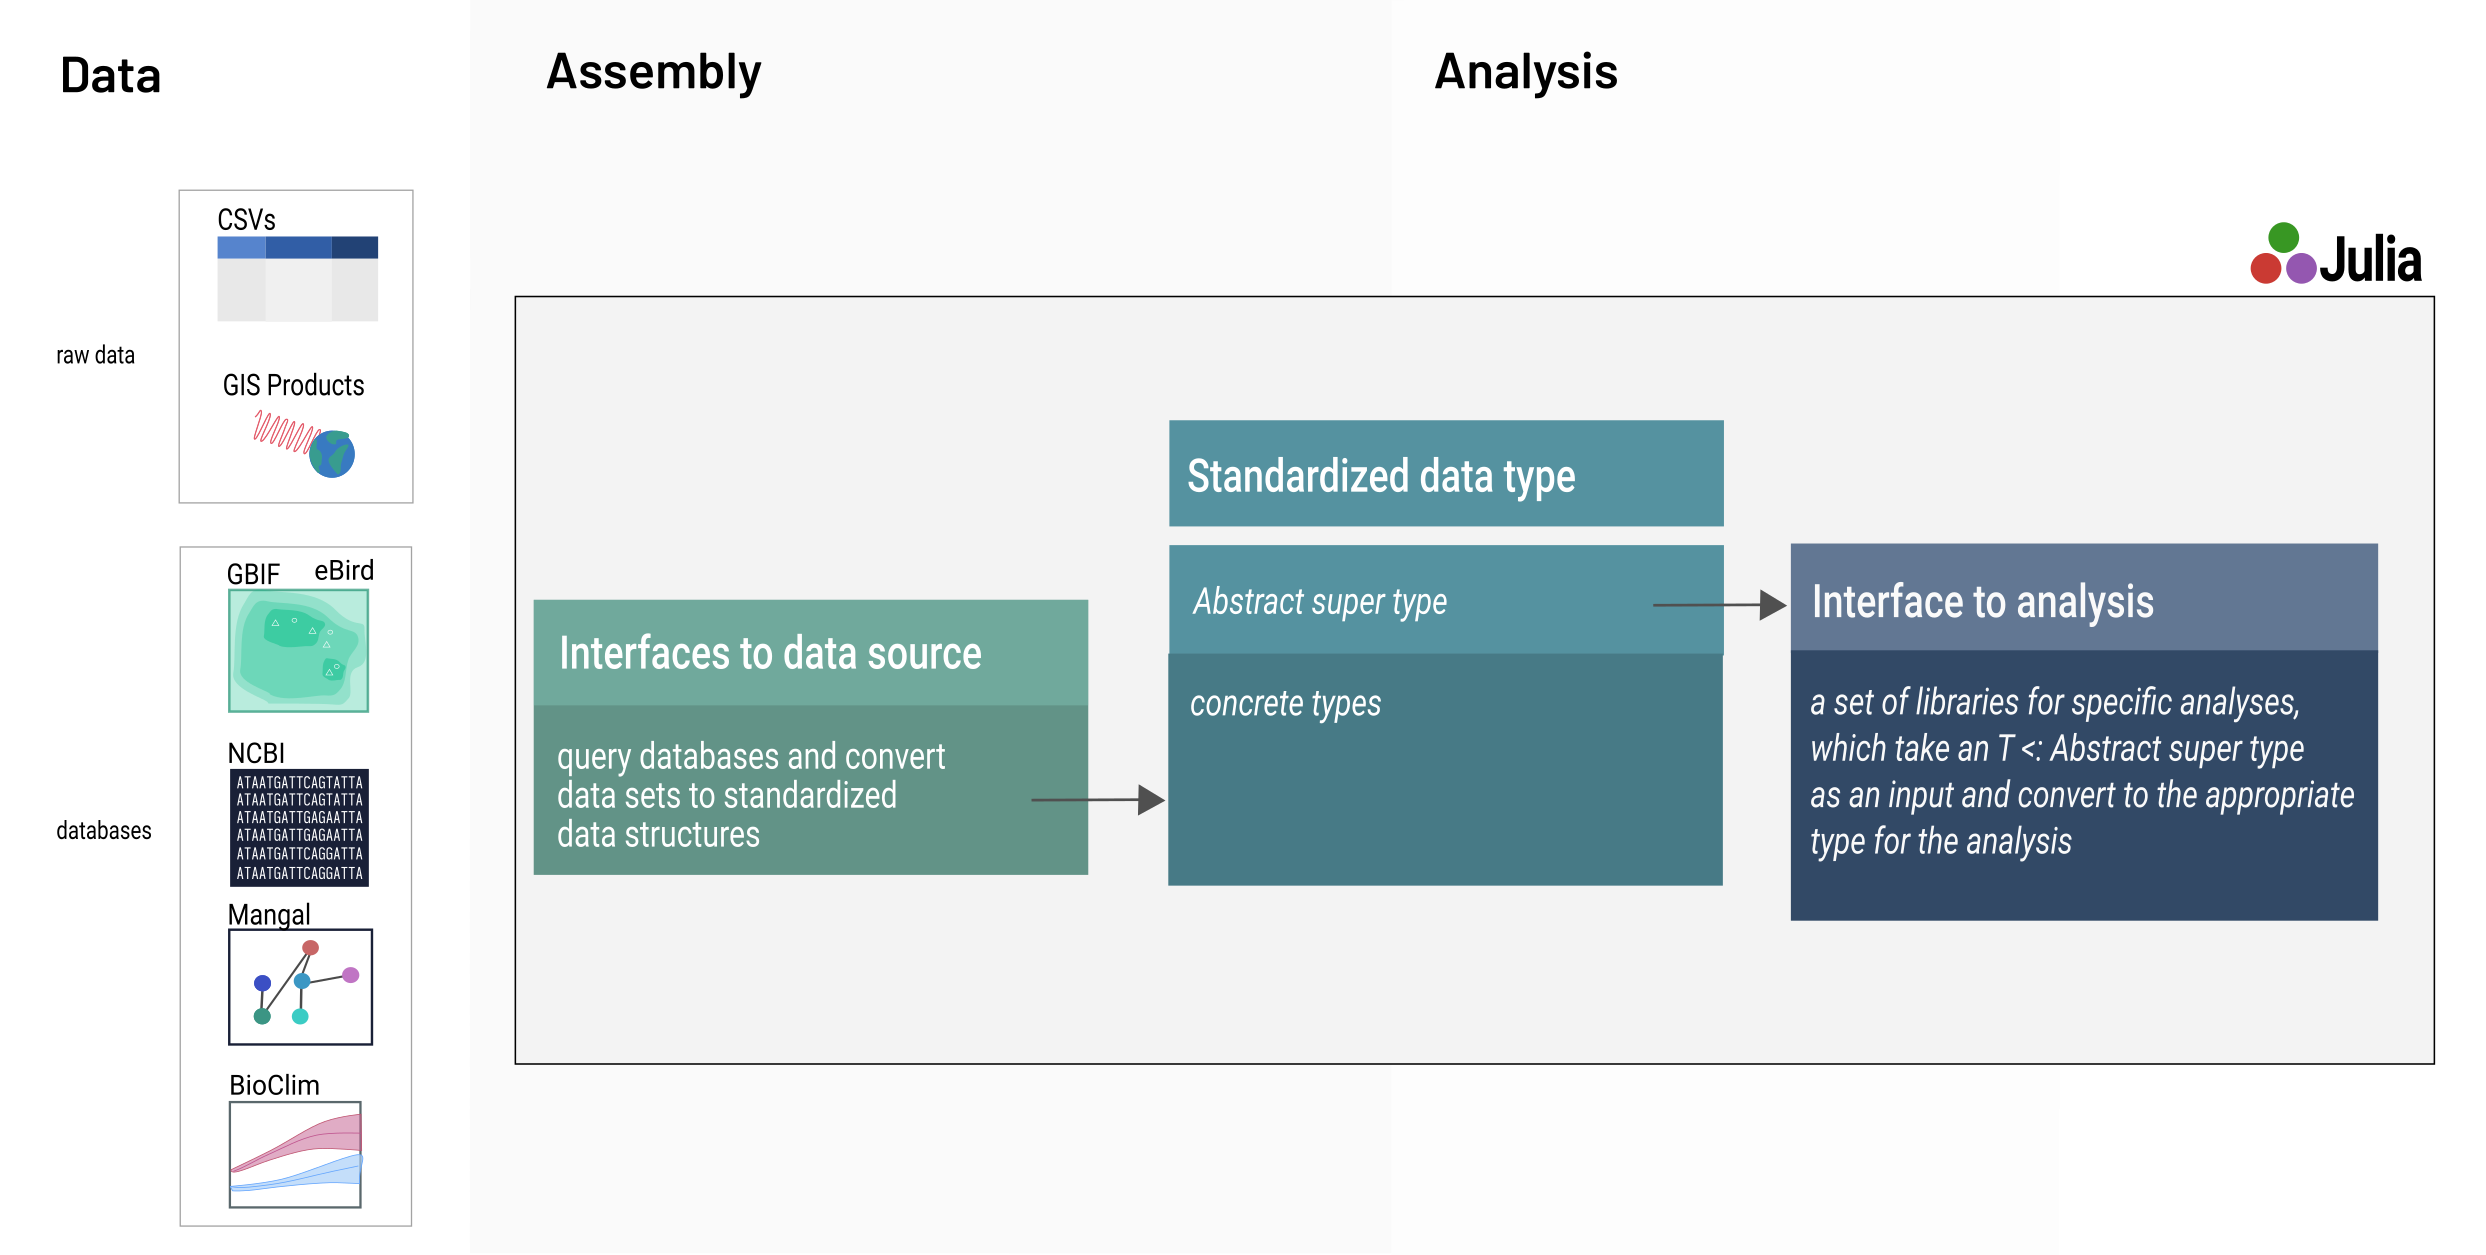 Data
Assembly
Analysis
CSVs
raw data
GIS Products
GBIF
eBird
NCBI
ATAATGATTCAGTATTA
ATAATGATTCAGTATTA
ATAATGATTGAGAATTA
ATAATGATTGAGAATTA
ATAATGATTCAGGATTA
ATAATGATTCAGGATTA
databases
Mangal
BioClim
Julia
Interfaces to data source
query databases and convert
data sets to standardized
data structures
Standardized data type
Abstract super type
concrete types
Interface to analysis
a set of libraries for specific analyses,
which take an T <: Abstract super type
as an input and convert to the appropriate
type for the analysis